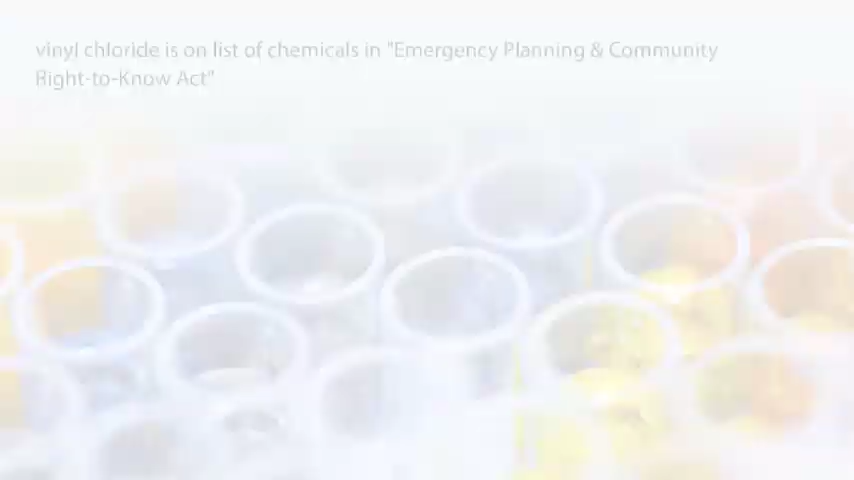 vinyl chloride is on list of chemicals in "Emergency Planning & Community
Right-to-Know Act"